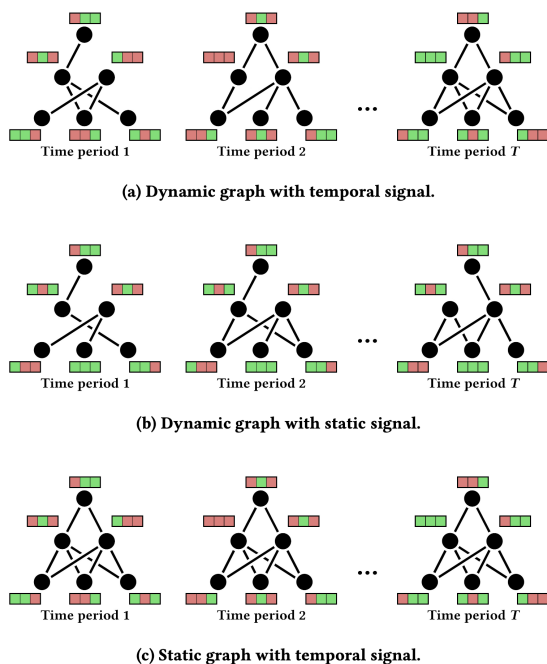 ...
Time period 1 Time period 2 Time period T
(a) Dynamic graph with temporal signal.
...
Time period 1 Time period 2 Time period T
(b) Dynamic graph with static signal.
...
Time period 1 Time period 2 Time period T
(c) Static graph with temporal signal.